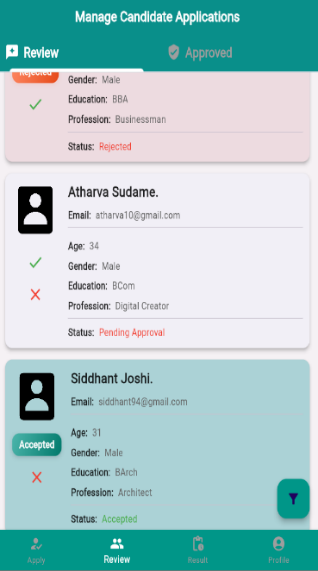 Manage Candidate Applications
Review
Approved
Rejected
Gender: Male
Education: BBA
Profession: Businessman
Status: Rejected
Atharva Sudame.
Email: atharva10@gmail.com
Age: 34
Gender: Male
Education: BCom
Profession: Digital Creator
Status: Pending Approval
Siddhant Joshi.
Email: siddhant94@gmail.com
Accepted
Age: 31
Gender: Male
Education: BArch
Profession: Architect
Status: Accepted
Apply
Review
Result
Profile